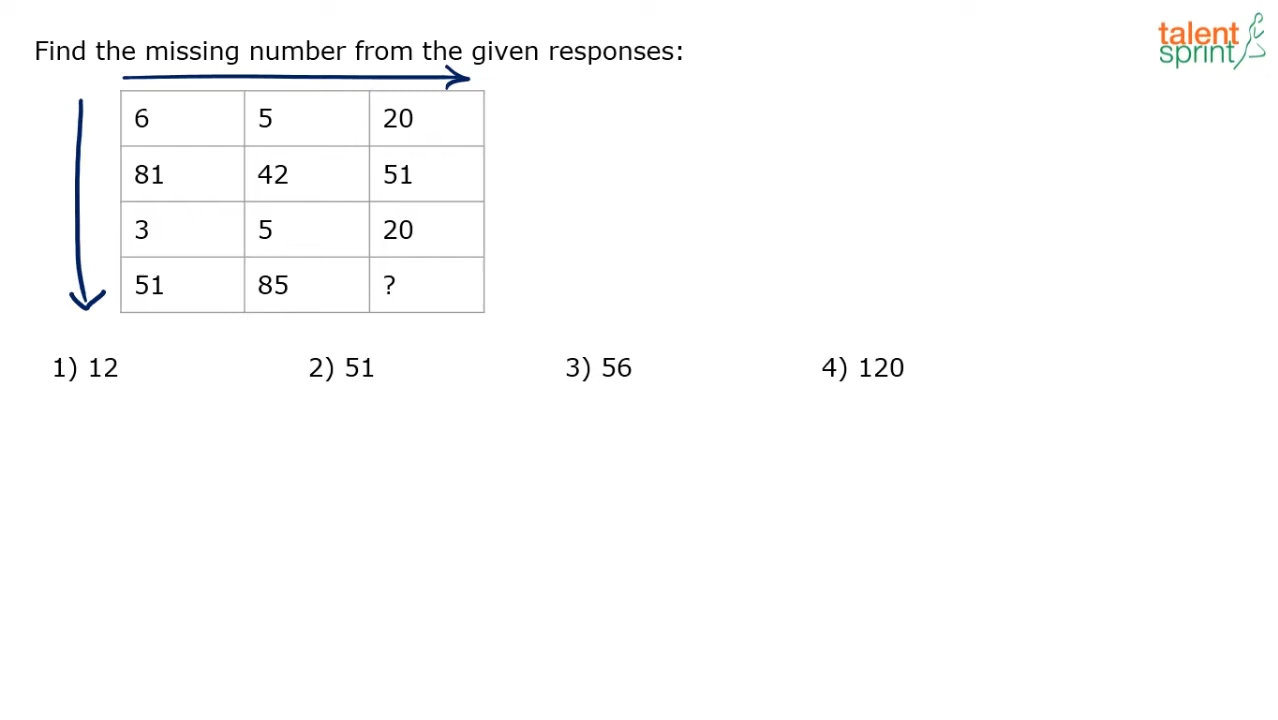 talent
sprint
Find the missing number from the given responses:
6 5 20
81 42 51
3 5 20
51 85 ?
1) 12 2) 51 3) 56 4) 120